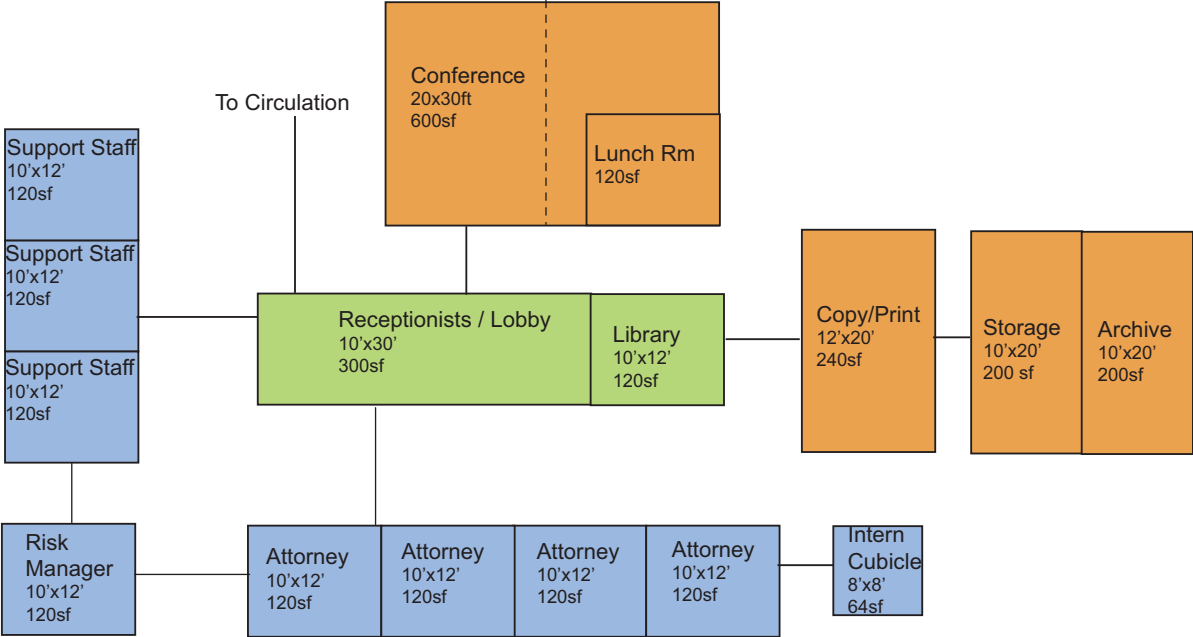 Conference
20x30ft
600sf
To Circulation
Lunch Rm
120sf
Support Staff
10’x12’
120sf
Support Staff
10’x12’
120sf
Support Staff
10’x12’
120sf
Receptionists / Lobby
10’x30’
300sf
Library
10’x12’
120sf
Copy/Print
12’x20’
240sf
Storage
10’x20’
200 sf
Archive
10’x20’
200sf
Risk
Manager
10’x12’
120sf
Attorney
10’x12’
120sf
Attorney
10’x12’
120sf
Attorney
10’x12’
120sf
Attorney
10’x12’
120sf
Intern
Cubicle
8’x8’
64sf